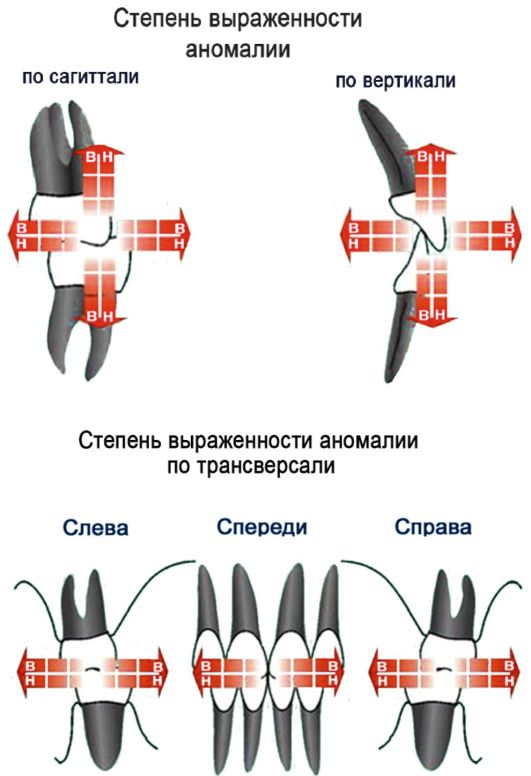 Степень выраженности
аномалии
по сагиттали
по вертикали
В Н
В Н
В
Н
В
Н
В
Н
В
Н
В Н
В Н
Степень выраженности аномалии
по трансверсали
Слева
Спереди
Справа
В
Н
В
Н
В
Н
В
Н
В
Н
В
Н